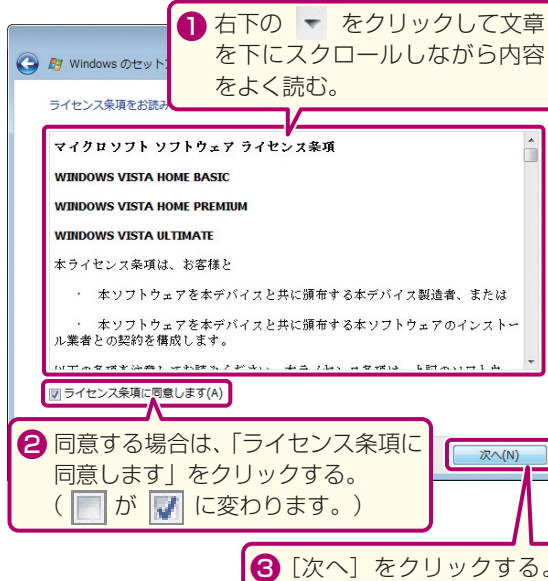 ❶ 右下の ▼ をクリックして文章
を下にスクロールしながら内容
をよく読む。
Windows のセット
ライセンス条項をお読み
マイクロソフト ソフトウェア ライセンス条項
WINDOWS VISTA HOME BASIC
WINDOWS VISTA HOME PREMIUM
WINDOWS VISTA ULTIMATE
本ライセンス条項は、お客様と
・ 本ソフトウェアを本デバイスと共に頒布する本デバイス製造者、または
・ 本ソフトウェアを本デバイスと共に頒布する本ソフトウェアのインストー
ル業者との契約を構成します。
ライセンス条項に同意します(A)
❷ 同意する場合は、「ライセンス条項に
同意します」をクリックする。
( が に変わります。)
次へ(N)
❸ [次へ] をクリックする。